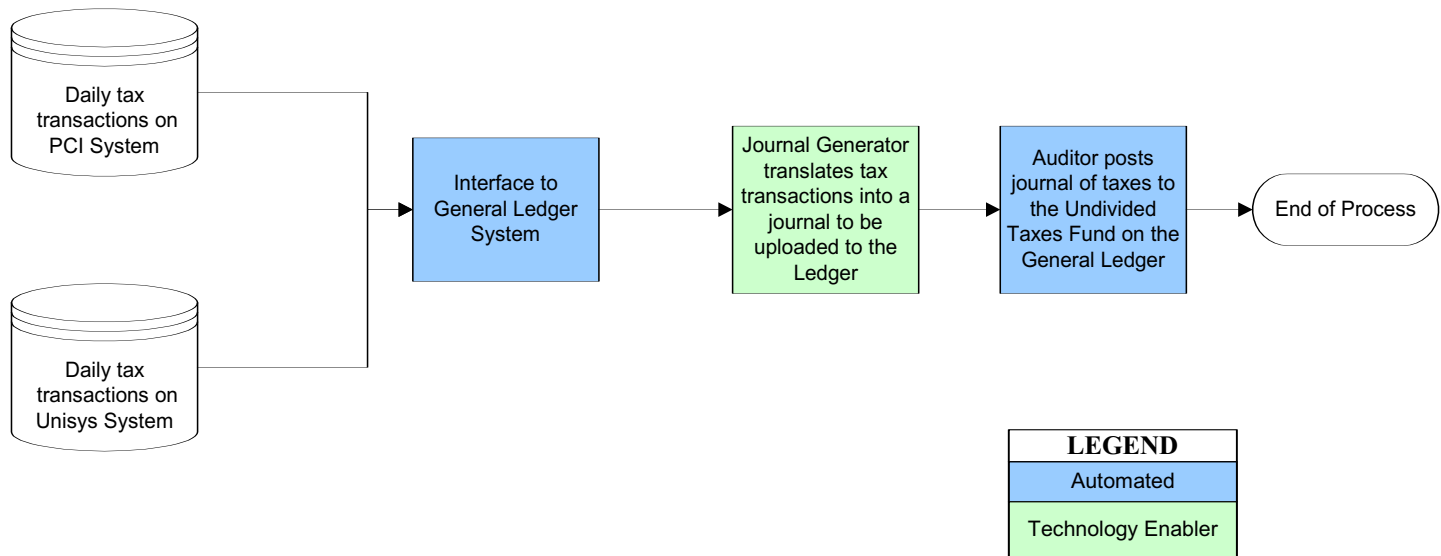 Daily tax
transactions on
PCI System
Daily tax
transactions on
Unisys System
Interface to
General Ledger
System
Journal Generator
translates tax
transactions into a
journal to be
uploaded to the
Ledger
Auditor posts
journal of taxes to
the Undivided
Taxes Fund on the
General Ledger
End of Process
LEGEND
Automated
Technology Enabler